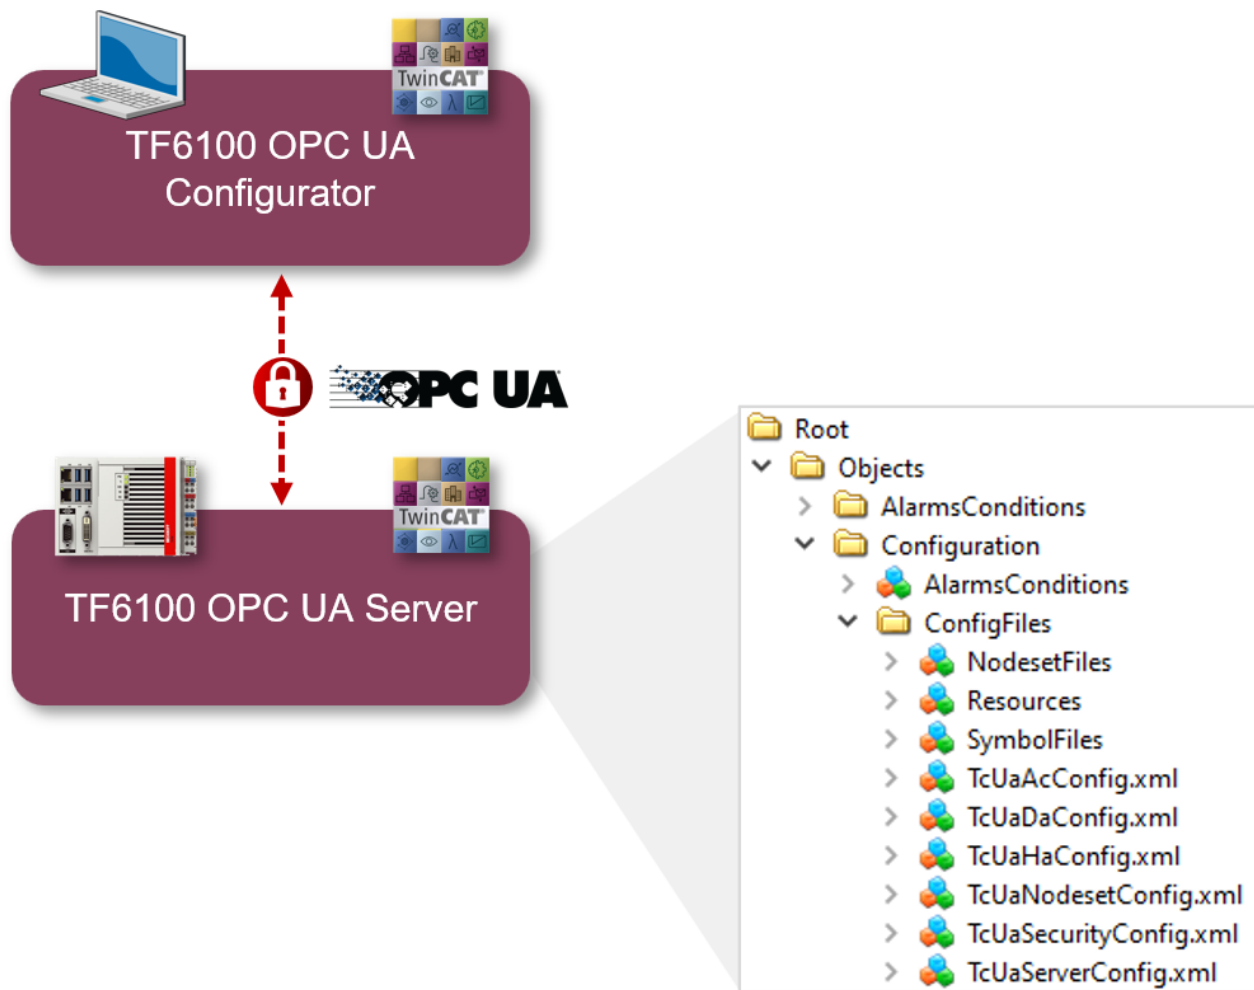 TwinCAT®
TF6100 OPC UA
Configurator
OPC UA
TwinCAT®
TF6100 OPC UA Server
Root
Objects
AlarmsConditions
Configuration
AlarmsConditions
ConfigFiles
NodesetFiles
Resources
SymbolFiles
TcUaAcConfig.xml
TcUaDaConfig.xml
TcUaHaConfig.xml
TcUaNodesetConfig.xml
TcUaSecurityConfig.xml
TcUaServerConfig.xml